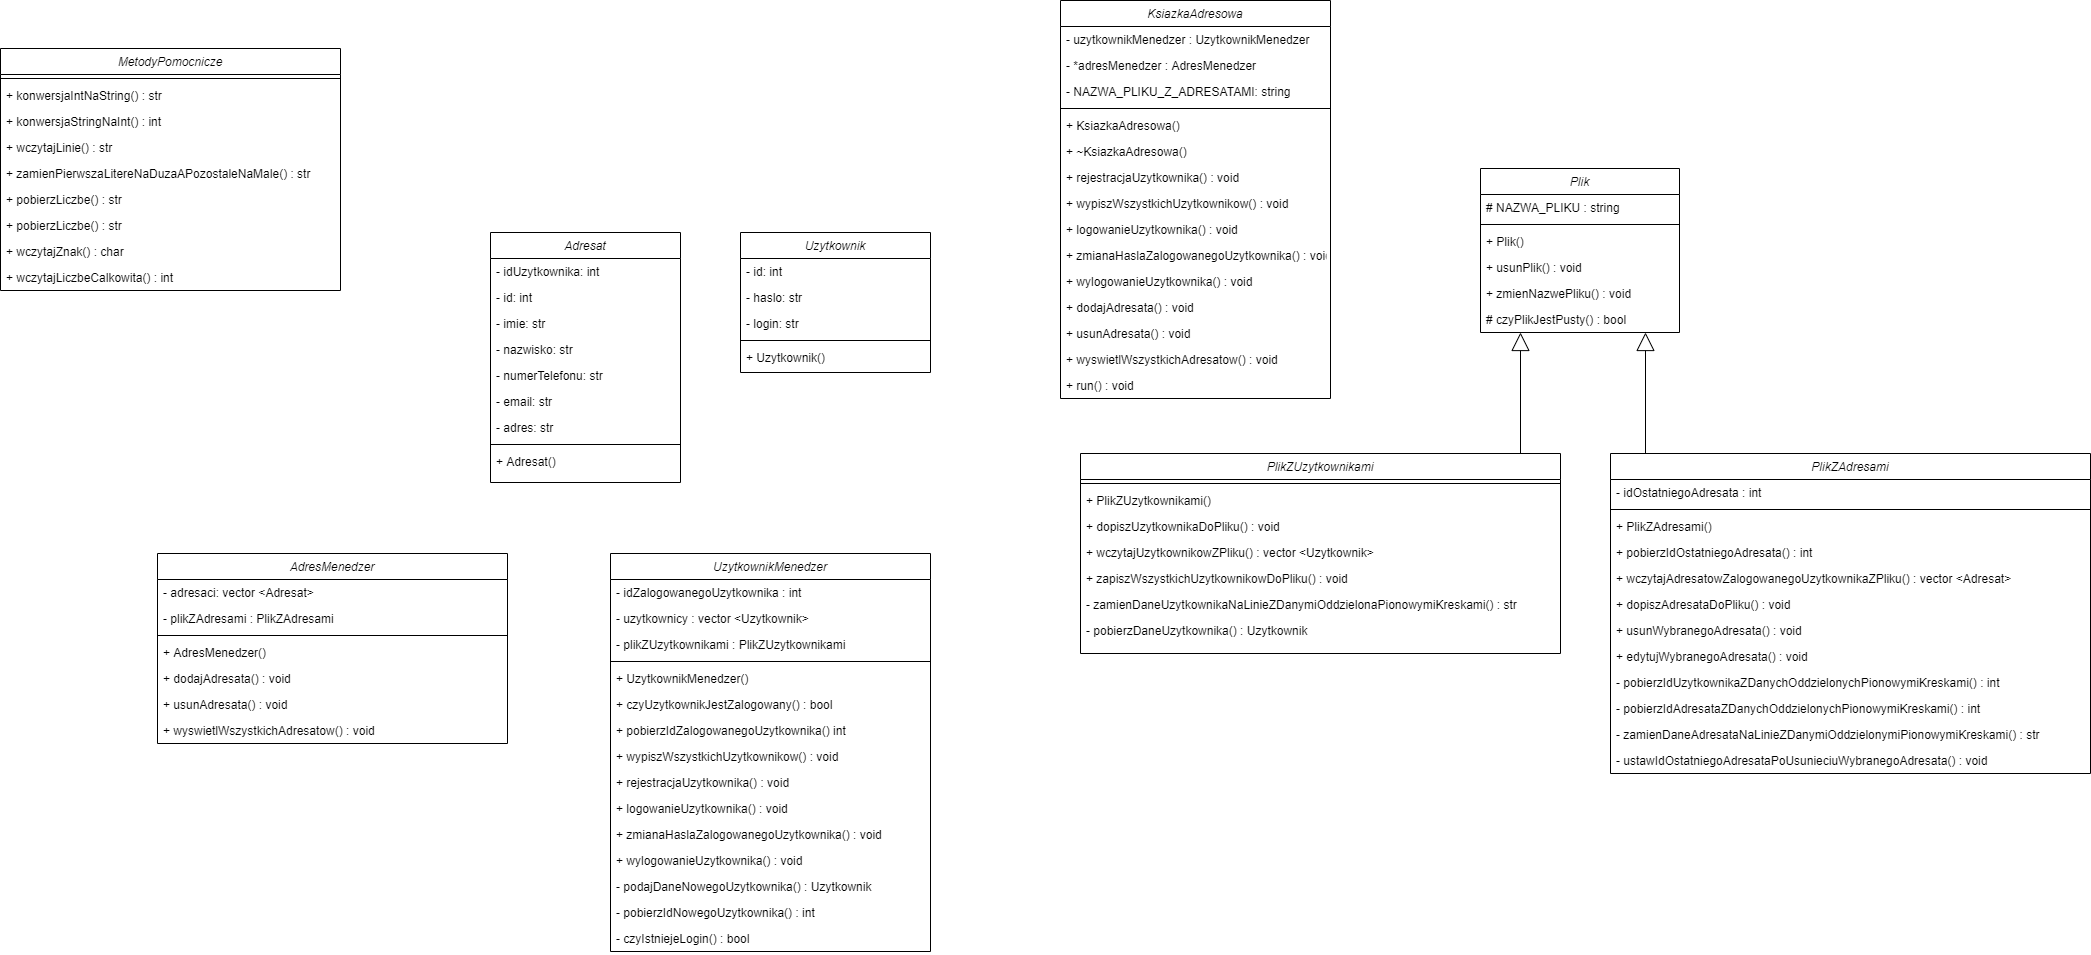 MetodyPomocnicze
+ konwersjaIntNaString() : str
+ konwersjaStringNaInt() : int
+ wczytajLinie() : str
+ zamienPierwszaLitereNaDuzaAPozostaleNaMale() : str
+ pobierzLiczbe() : str
+ pobierzLiczbe() : str
+ wczytajZnak() : char
+ wczytajLiczbeCalkowita() : int
Adresat
- idUzytkownika: int
- id: int
- imie: str
- nazwisko: str
- numerTelefonu: str
- email: str
- adres: str
+ Adresat()
Uzytkownik
- id: int
- haslo: str
- login: str
+ Uzytkownik()
KsiazkaAdresowa
- uzytkownikMenedzer : UzytkownikMenedzer
- *adresMenedzer : AdresMenedzer
- NAZWA_PLIKU_Z_ADRESATAMI: string
+ KsiazkaAdresowa()
+ ~KsiazkaAdresowa()
+ rejestracjaUzytkownika() : void
+ wypiszWszystkichUzytkownikow() : void
+ logowanieUzytkownika() : void
+ zmianaHaslaZalogowanegoUzytkownika() : voi
+ wylogowanieUzytkownika() : void
+ dodajAdresata() : void
+ usunAdresata() : void
+ wyswietlWszystkichAdresatow() : void
+ run() : void
Plik
# NAZWA_PLIKU : string
+ Plik()
+ usunPlik() : void
+ zmienNazwePliku() : void
# czyPlikJestPusty() : bool
AdresMenedzer
- adresaci: vector <Adresat>
- plikZAdresami : PlikZAdresami
+ AdresMenedzer()
+ dodajAdresata() : void
+ usunAdresata() : void
+ wyswietlWszystkichAdresatow() : void
UzytkownikMenedzer
- idZalogowanegoUzytkownika : int
- uzytkownicy : vector <Uzytkownik>
- plikZUzytkownikami : PlikZUzytkownikami
+ UzytkownikMenedzer()
+ czyUzytkownikJestZalogowany() : bool
+ pobierzIdZalogowanegoUzytkownika() int
+ wypiszWszystkichUzytkownikow() : void
+ rejestracjaUzytkownika() : void
+ logowanieUzytkownika() : void
+ zmianaHaslaZalogowanegoUzytkownika() : void
+ wylogowanieUzytkownika() : void
- podajDaneNowegoUzytkownika() : Uzytkownik
- pobierzIdNowegoUzytkownika() : int
- czyIstniejeLogin() : bool
PlikZUzytkownikami
+ PlikZUzytkownikami()
+ dopiszUzytkownikaDoPliku() : void
+ wczytajUzytkownikowZPliku() : vector <Uzytkownik>
+ zapiszWszystkichUzytkownikowDoPliku() : void
- zamienDaneUzytkownikaNaLinieZDanymiOddzielonaPionowymiKreskami() : str
- pobierzDaneUzytkownika() : Uzytkownik
PlikZAdresami
- idOstatniegoAdresata : int
+ PlikZAdresami()
+ pobierzIdOstatniegoAdresata() : int
+ wczytajAdresatowZalogowanegoUzytkownikaZPliku() : vector <Adresat>
+ dopiszAdresataDoPliku() : void
+ usunWybranegoAdresata() : void
+ edytujWybranegoAdresata() : void
- pobierzIdUzytkownikaZDanychOddzielonychPionowymiKreskami() : int
- pobierzIdAdresataZDanychOddzielonychPionowymiKreskami() : int
- zamienDaneAdresataNaLinieZDanymiOddzielonymiPionowymiKreskami() : str
- ustawIdOstatniegoAdresataPoUsunieciuWybranegoAdresata() : void